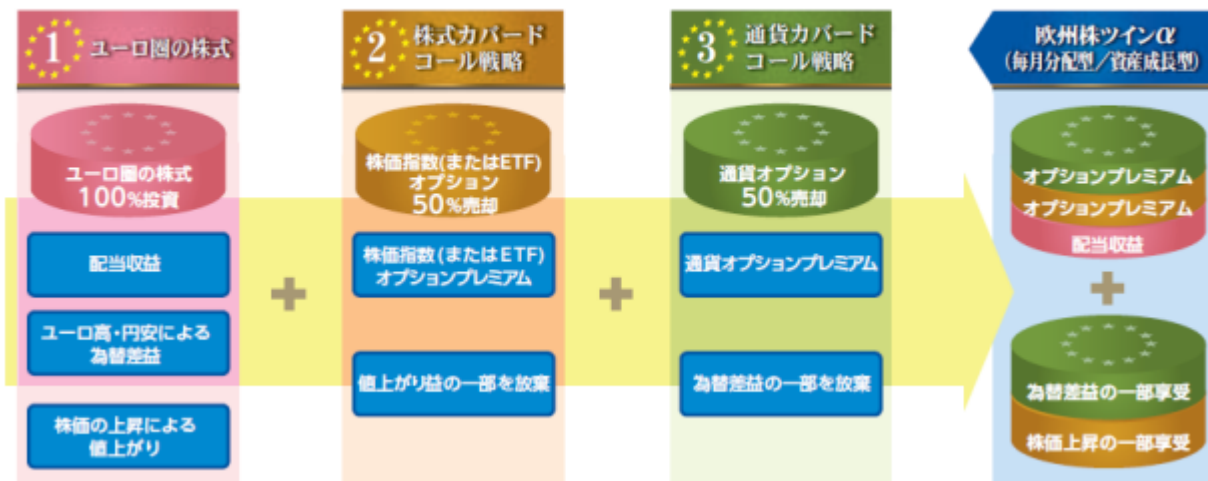 1 ユーロ圏の株式
ユーロ圏の株式
100%投資
配当収益
ユーロ高・円安による
為替差益
株価の上昇による
値上がり
+
2 株式カバード
コール戦略
株価指数(またはETF)
オプション
50%売却
株価指数(またはETF)
オプションプレミアム
値上がり益の一部を放棄
+
3 通貨カバード
コール戦略
通貨オプション
50%売却
通貨オプションプレミアム
為替差益の一部を放棄
欧州株ツインα
(毎月分配型/資産成長型)
オプションプレミアム
オプションプレミアム
配当収益
+
為替差益の一部享受
株価上昇の一部享受